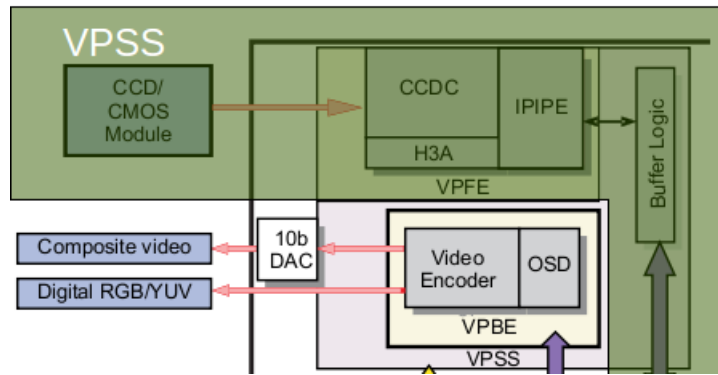 VPSS
CCD/
CMOS
Module
CCDC
IPIPE
H3A
VPFE
Buffer Logic
Composite video
10b
DAC
Digital RGB/YUV
Video
Encoder
OSD
VPBE
VPSS